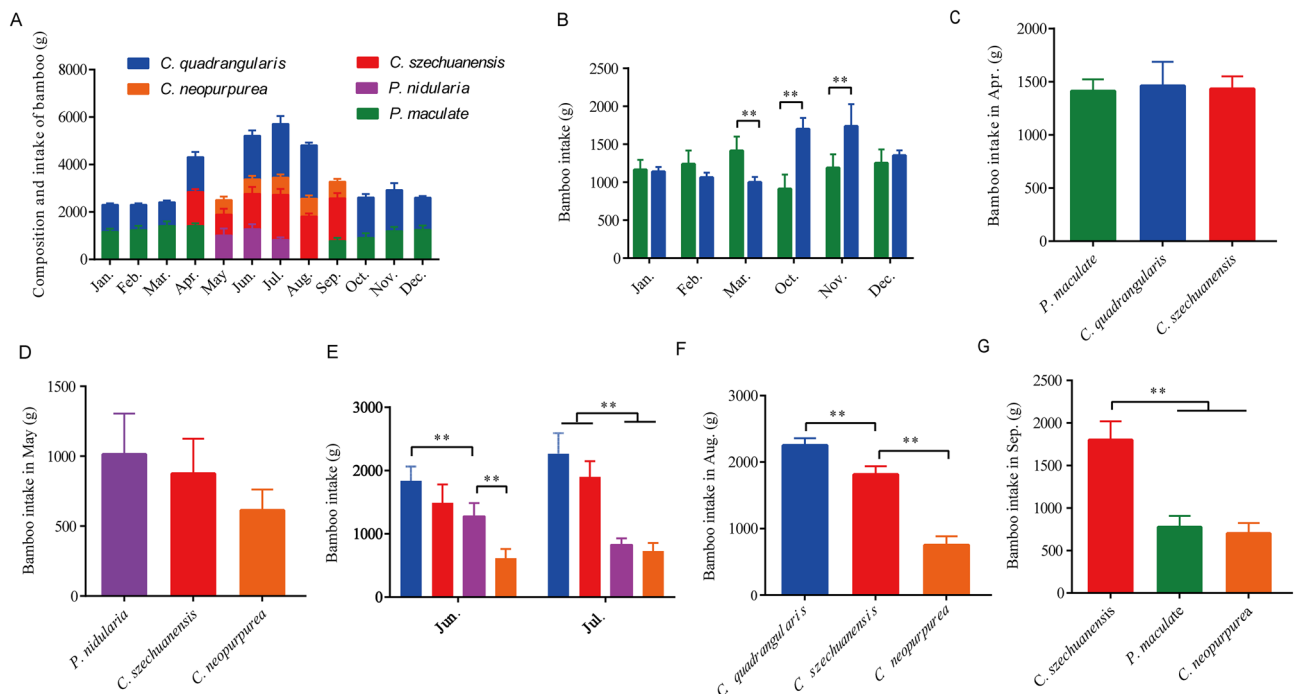 A
Composition and intake of bamboo (g)
C. quadrangularis
C. neopurpurea
C. szechuanensis
P. nidularia
P. maculate
8000
6000
4000
2000
0
Jan.
Feb.
Mar.
Apr.
May
Jun.
Jul.
Aug.
Sep.
Oct.
Nov.
Dec.
B
Bamboo intake (g)
2500
2000
1500
1000
500
0
**
**
**
Jan.
Feb.
Mar.
Oct.
Nov.
Dec.
C
Bamboo intake in Apr. (g)
2000
1500
1000
500
0
P. maculate
C. quadrangularis
C. szechuanensis
D
Bamboo intake in May (g)
1500
1000
500
0
P. nidularia
C. szechuanensis
C. neopurpurea
E
Bamboo intake (g)
3000
2000
1000
0
**
**
**
Jun.
Jul.
F
Bamboo intake in Aug. (g)
3000
2000
1000
0
**
**
C quadrangularis
C szechuanensis
C neopurpurea
G
Bamboo intake in Sep. (g)
2500
2000
1500
1000
500
0
**
C. szechuanensis
P. maculate
C. neopurpurea